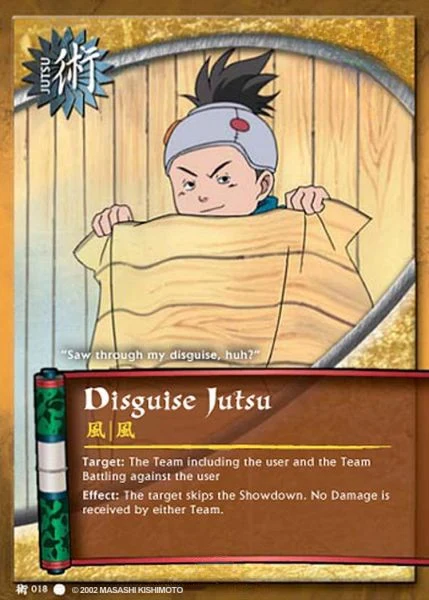 JUTSU 術
"Saw through my disguise, huh?"
Disguise Jutsu
風|風
Target: The Team including the user and the Team
Battling against the user
Effect: The target skips the Showdown. No Damage is
received by either Team.
術 018 © 2002 MASASHI KISHIMOTO